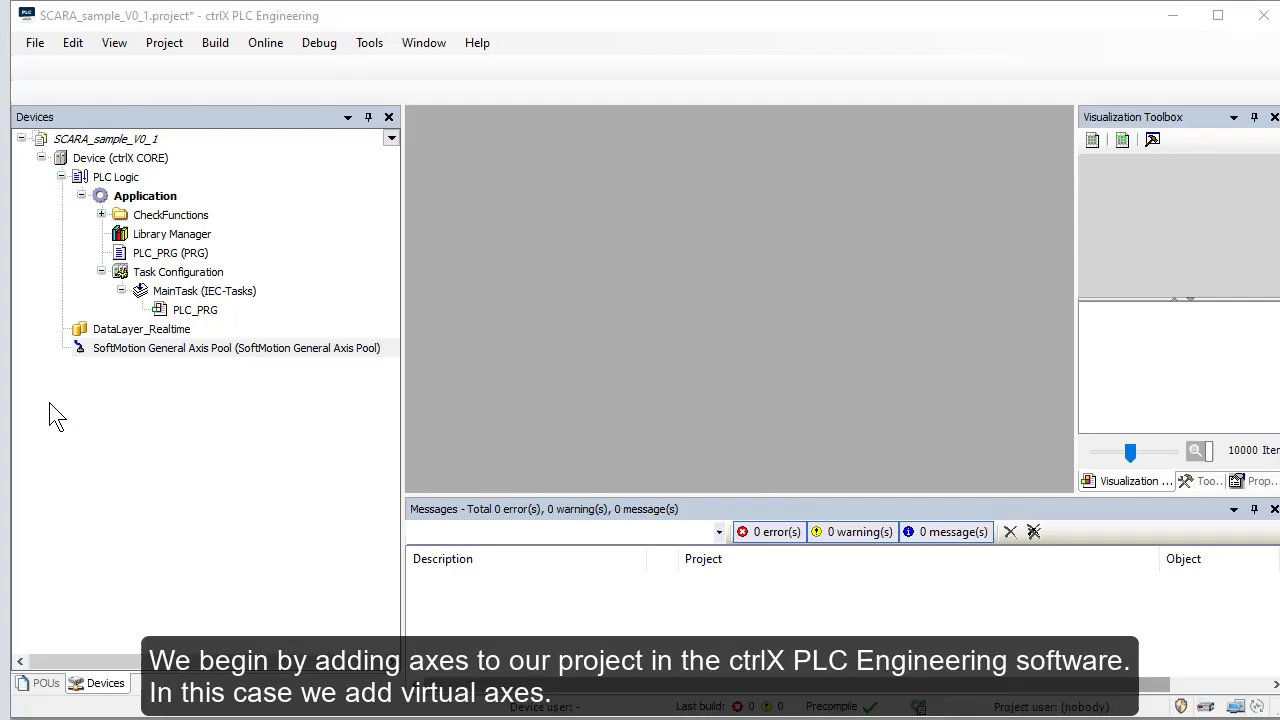 SCARA_sample_V0_1.project* - ctrlX PLC Engineering
File Edit View Project Build Online Debug Tools Window Help
Devices
SCARA_sample_V0_1
Device (ctrlX CORE)
PLC Logic
Application
CheckFunctions
Library Manager
PLC_PRG (PRG)
Task Configuration
MainTask (IEC-Tasks)
PLC_PRG
DataLayer_Realtime
SoftMotion General Axis Pool (SoftMotion General Axis Pool)
Visualization Toolbox
10000 Iter
Visualization ... Too... Prop...
Messages - Total 0 error(s), 0 warning(s), 0 message(s)
0 error(s) 0 warning(s) 0 message(s)
Description Project Object
We begin by adding axes to our project in the ctrlX PLC Engineering software.
In this case we add virtual axes.
POUs Devices
Device user: - Last build: 0 0 Precompile Project user: (nobody)